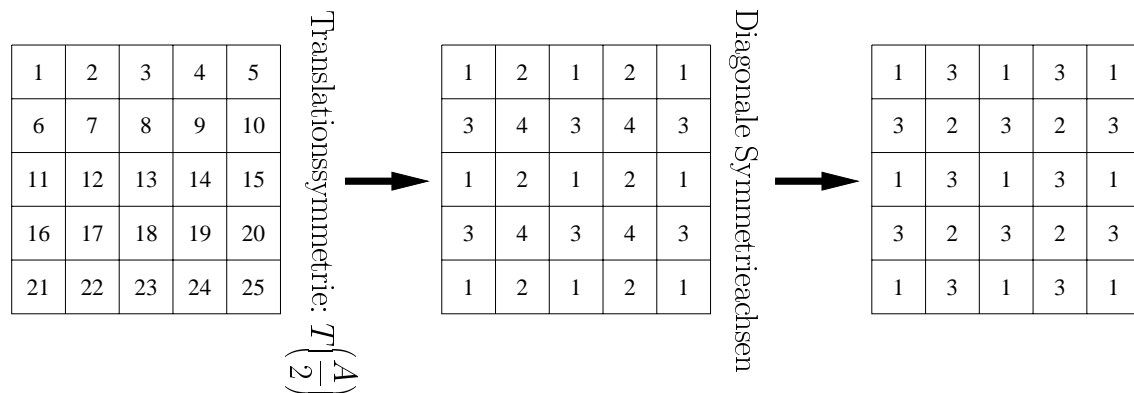 1 2 3 4 5
6 7 8 9 10
11 12 13 14 15
16 17 18 19 20
21 22 23 24 25
Translationssymmetrie: T(A/2)
1 2 1 2 1
3 4 3 4 3
1 2 1 2 1
3 4 3 4 3
1 2 1 2 1
Diagonale Symmetrieachsen
1 3 1 3 1
3 2 3 2 3
1 3 1 3 1
3 2 3 2 3
1 3 1 3 1